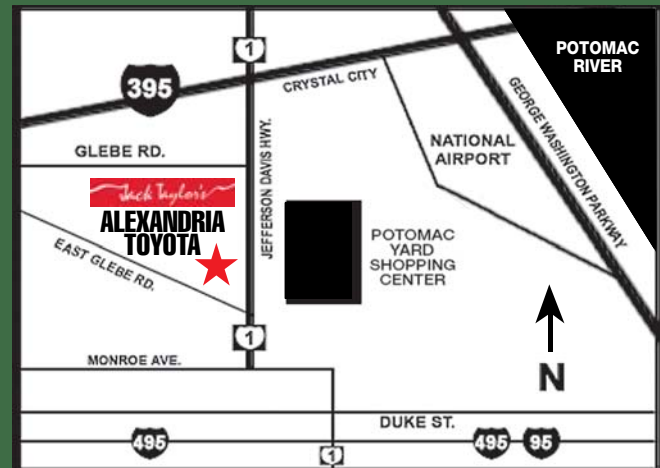 1
POTOMAC
RIVER
395
CRYSTAL CITY
GLEBE RD.
JEFFERSON DAVIS HWY.
NATIONAL
AIRPORT
GEORGE WASHINGTON PARKWAY
Jack Taylor's
ALEXANDRIA
TOYOTA
EAST GLEBE RD.
POTOMAC
YARD
SHOPPING
CENTER
1
MONROE AVE.
N
DUKE ST.
495
1
495
95